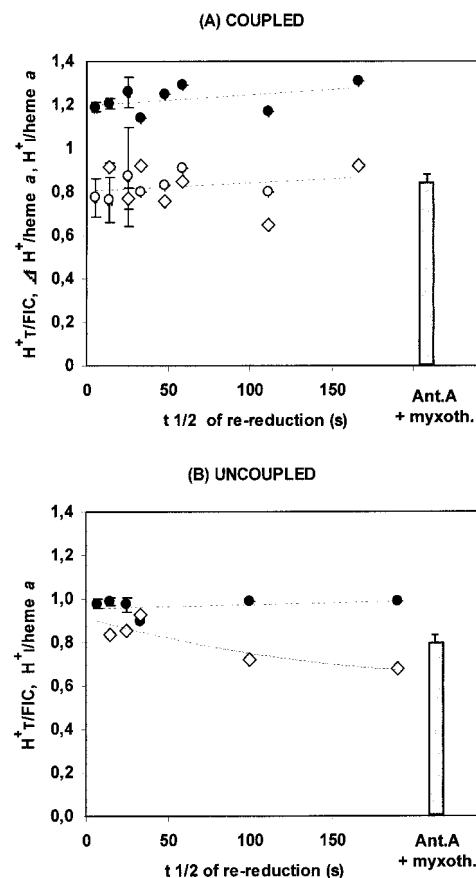 (A) COUPLED
H⁺T/FIC, Δ H⁺/heme a, H⁺I/heme a
1,4
1,2
1
0,8
0,6
0,4
0,2
0
0 50 100 150
t 1/2 of re-reduction (s)
Ant.A
+ myxoth.
(B) UNCOUPLED
H⁺T/FIC, H⁺I/heme a
1,4
1,2
1,0
0,8
0,6
0,4
0,2
0,0
0 50 100 150
t 1/2 of re-reduction (s)
Ant.A
+ myxoth.